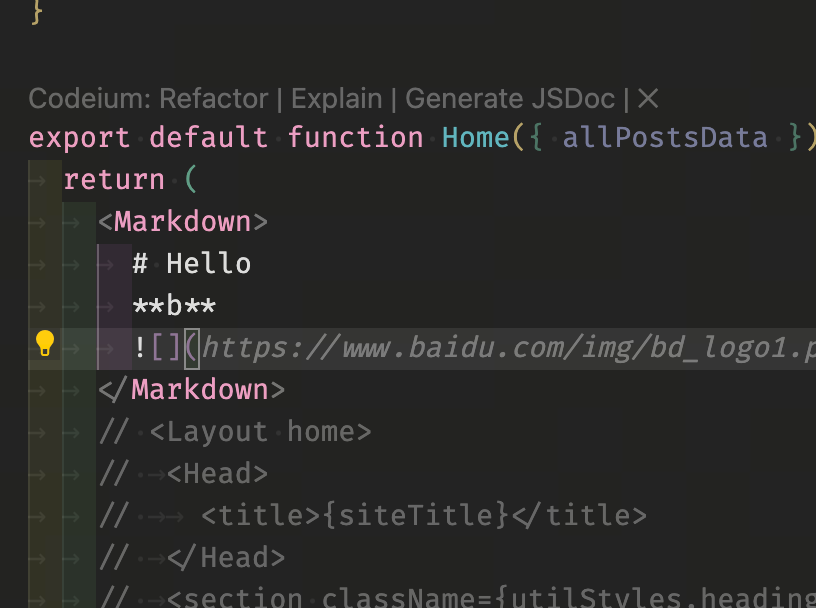 }
Codeium: Refactor | Explain | Generate JSDoc | ×
export default function Home({ allPostsData })
return (
<Markdown>
# Hello
**b**
![](https://www.baidu.com/img/bd_logo1.p
</Markdown>
// <Layout home>
// <Head>
// <title>{siteTitle}</title>
// </Head>
// <section className={utilStyles.heading